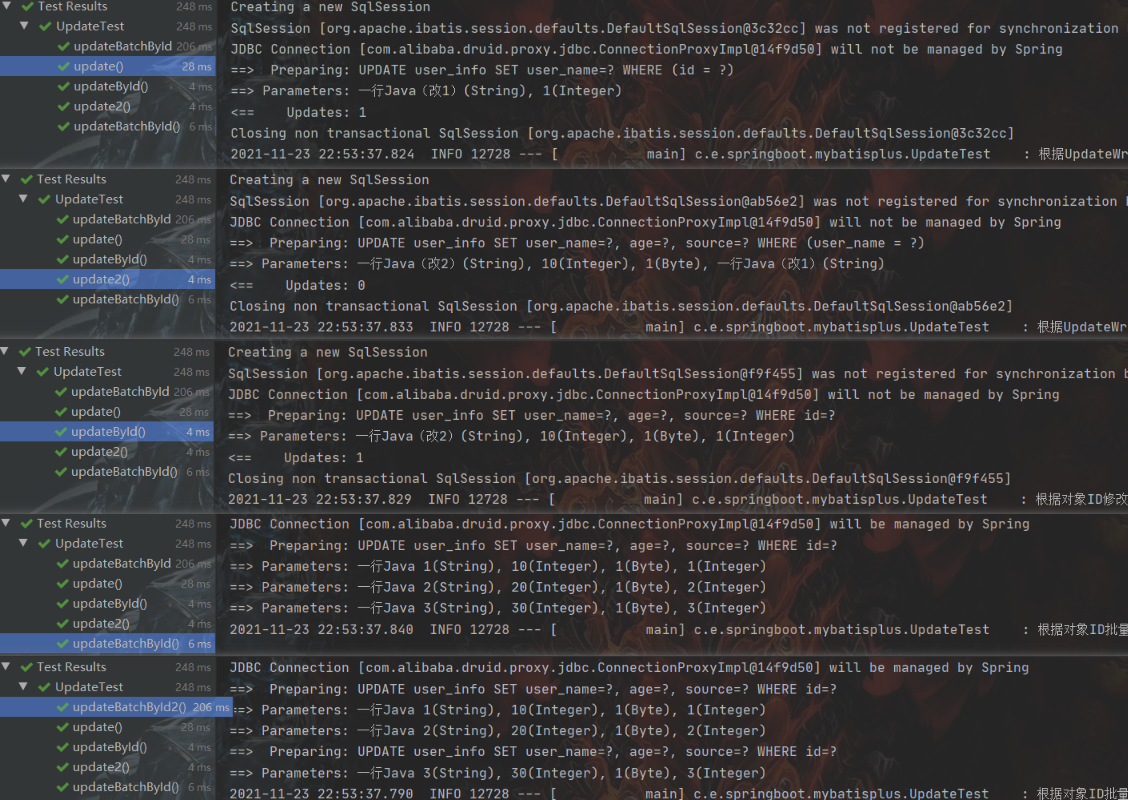 Test Results 248 ms
UpdateTest 248 ms
updateBatchById 206 ms
update() 28 ms
updateById() 4 ms
update2() 4 ms
updateBatchById() 6 ms
Creating a new SqlSession
SqlSession [org.apache.ibatis.session.defaults.DefaultSqlSession@3c32cc] was not registered for synchronization
JDBC Connection [com.alibaba.druid.proxy.jdbc.ConnectionProxyImpl@14f9d50] will not be managed by Spring
==>  Preparing: UPDATE user_info SET user_name=? WHERE (id = ?)
==> Parameters: 一行Java（改1）(String), 1(Integer)
<==    Updates: 1
Closing non transactional SqlSession [org.apache.ibatis.session.defaults.DefaultSqlSession@3c32cc]
2021-11-23 22:53:37.824  INFO 12728 --- [           main] c.e.springboot.mybatisplus.UpdateTest    : 根据UpdateWr
Test Results 248 ms
UpdateTest 248 ms
updateBatchById 206 ms
update() 28 ms
updateById() 4 ms
update2() 4 ms
updateBatchById() 6 ms
Creating a new SqlSession
SqlSession [org.apache.ibatis.session.defaults.DefaultSqlSession@ab56e2] was not registered for synchronization
JDBC Connection [com.alibaba.druid.proxy.jdbc.ConnectionProxyImpl@14f9d50] will not be managed by Spring
==>  Preparing: UPDATE user_info SET user_name=?, age=?, source=? WHERE (user_name = ?)
==> Parameters: 一行Java（改2）(String), 10(Integer), 1(Byte), 一行Java（改1）(String)
<==    Updates: 0
Closing non transactional SqlSession [org.apache.ibatis.session.defaults.DefaultSqlSession@ab56e2]
2021-11-23 22:53:37.833  INFO 12728 --- [           main] c.e.springboot.mybatisplus.UpdateTest    : 根据UpdateWr
Test Results 248 ms
UpdateTest 248 ms
updateBatchById 206 ms
update() 28 ms
updateById() 4 ms
update2() 4 ms
updateBatchById() 6 ms
Creating a new SqlSession
SqlSession [org.apache.ibatis.session.defaults.DefaultSqlSession@f9f455] was not registered for synchronization b
JDBC Connection [com.alibaba.druid.proxy.jdbc.ConnectionProxyImpl@14f9d50] will not be managed by Spring
==>  Preparing: UPDATE user_info SET user_name=?, age=?, source=? WHERE id=?
==> Parameters: 一行Java（改2）(String), 10(Integer), 1(Byte), 1(Integer)
<==    Updates: 1
Closing non transactional SqlSession [org.apache.ibatis.session.defaults.DefaultSqlSession@f9f455]
2021-11-23 22:53:37.829  INFO 12728 --- [           main] c.e.springboot.mybatisplus.UpdateTest    : 根据对象ID修改
Test Results 248 ms
UpdateTest 248 ms
updateBatchById 206 ms
update() 28 ms
updateById() 4 ms
update2() 4 ms
updateBatchById() 6 ms
JDBC Connection [com.alibaba.druid.proxy.jdbc.ConnectionProxyImpl@14f9d50] will be managed by Spring
==>  Preparing: UPDATE user_info SET user_name=?, age=?, source=? WHERE id=?
==> Parameters: 一行Java 1(String), 10(Integer), 1(Byte), 1(Integer)
==> Parameters: 一行Java 2(String), 20(Integer), 1(Byte), 2(Integer)
==> Parameters: 一行Java 3(String), 30(Integer), 1(Byte), 3(Integer)
2021-11-23 22:53:37.840  INFO 12728 --- [           main] c.e.springboot.mybatisplus.UpdateTest    : 根据对象ID批量
Test Results 248 ms
UpdateTest 248 ms
updateBatchById2() 206 ms
update() 28 ms
updateById() 4 ms
update2() 4 ms
updateBatchById() 6 ms
JDBC Connection [com.alibaba.druid.proxy.jdbc.ConnectionProxyImpl@14f9d50] will be managed by Spring
==>  Preparing: UPDATE user_info SET user_name=?, age=?, source=? WHERE id=?
==> Parameters: 一行Java 1(String), 10(Integer), 1(Byte), 1(Integer)
==> Parameters: 一行Java 2(String), 20(Integer), 1(Byte), 2(Integer)
==>  Preparing: UPDATE user_info SET user_name=?, age=?, source=? WHERE id=?
==> Parameters: 一行Java 3(String), 30(Integer), 1(Byte), 3(Integer)
2021-11-23 22:53:37.790  INFO 12728 --- [           main] c.e.springboot.mybatisplus.UpdateTest    : 根据对象ID批量